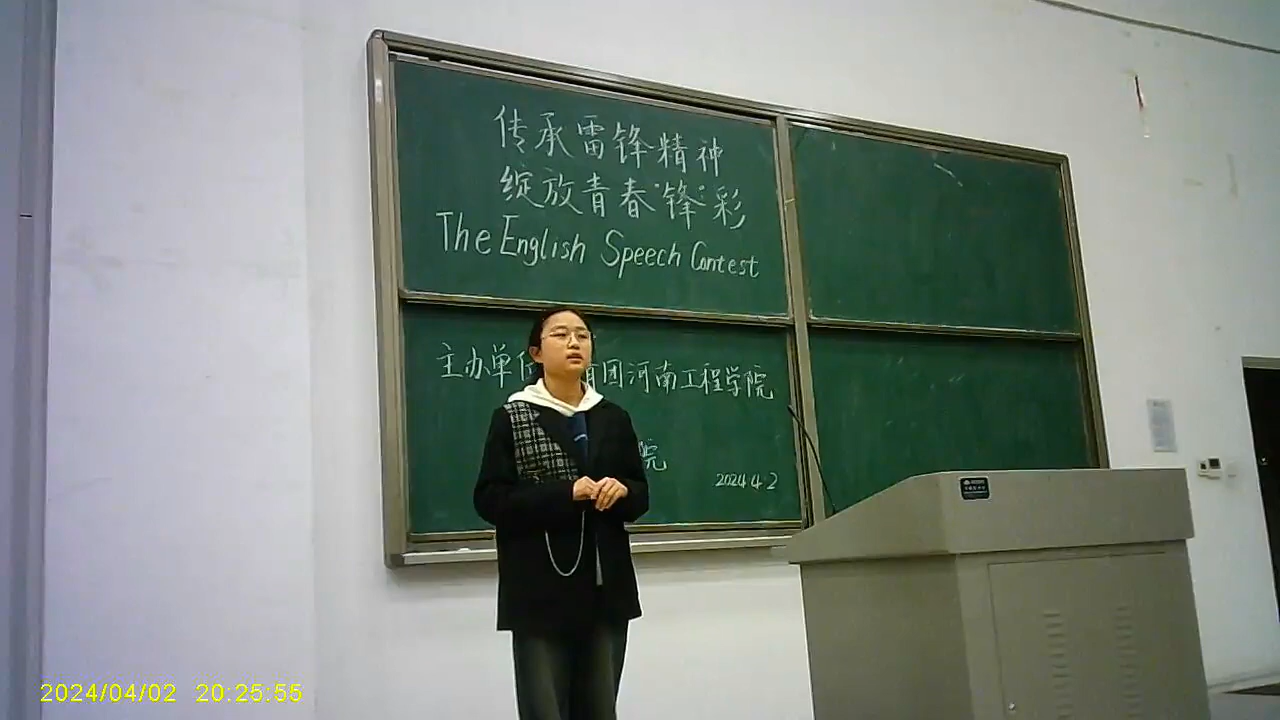 传承雷锋精神
绽放青春“锋”彩
The English Speech Contest
主办单位 育团河南工程学院
院
2024 4 2
2024/04/02 20:25:55